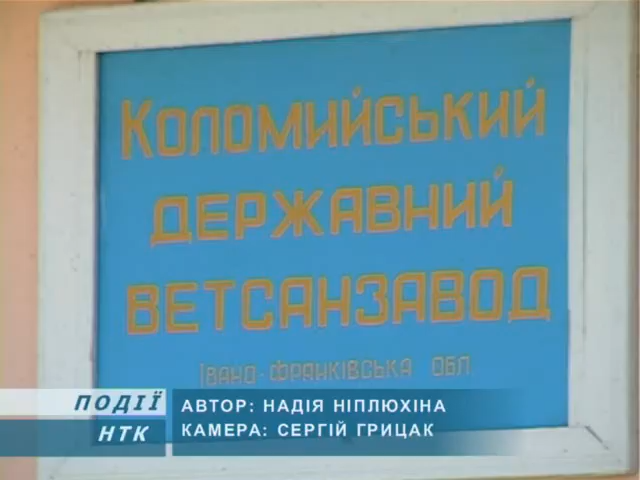 Коломийський
державний
ветсанзавод
Івано-Франківська обл
ПОДІЇ
НТК
АВТОР: НАДІЯ НІПЛЮХІНА
КАМЕРА: СЕРГІЙ ГРИЦАК